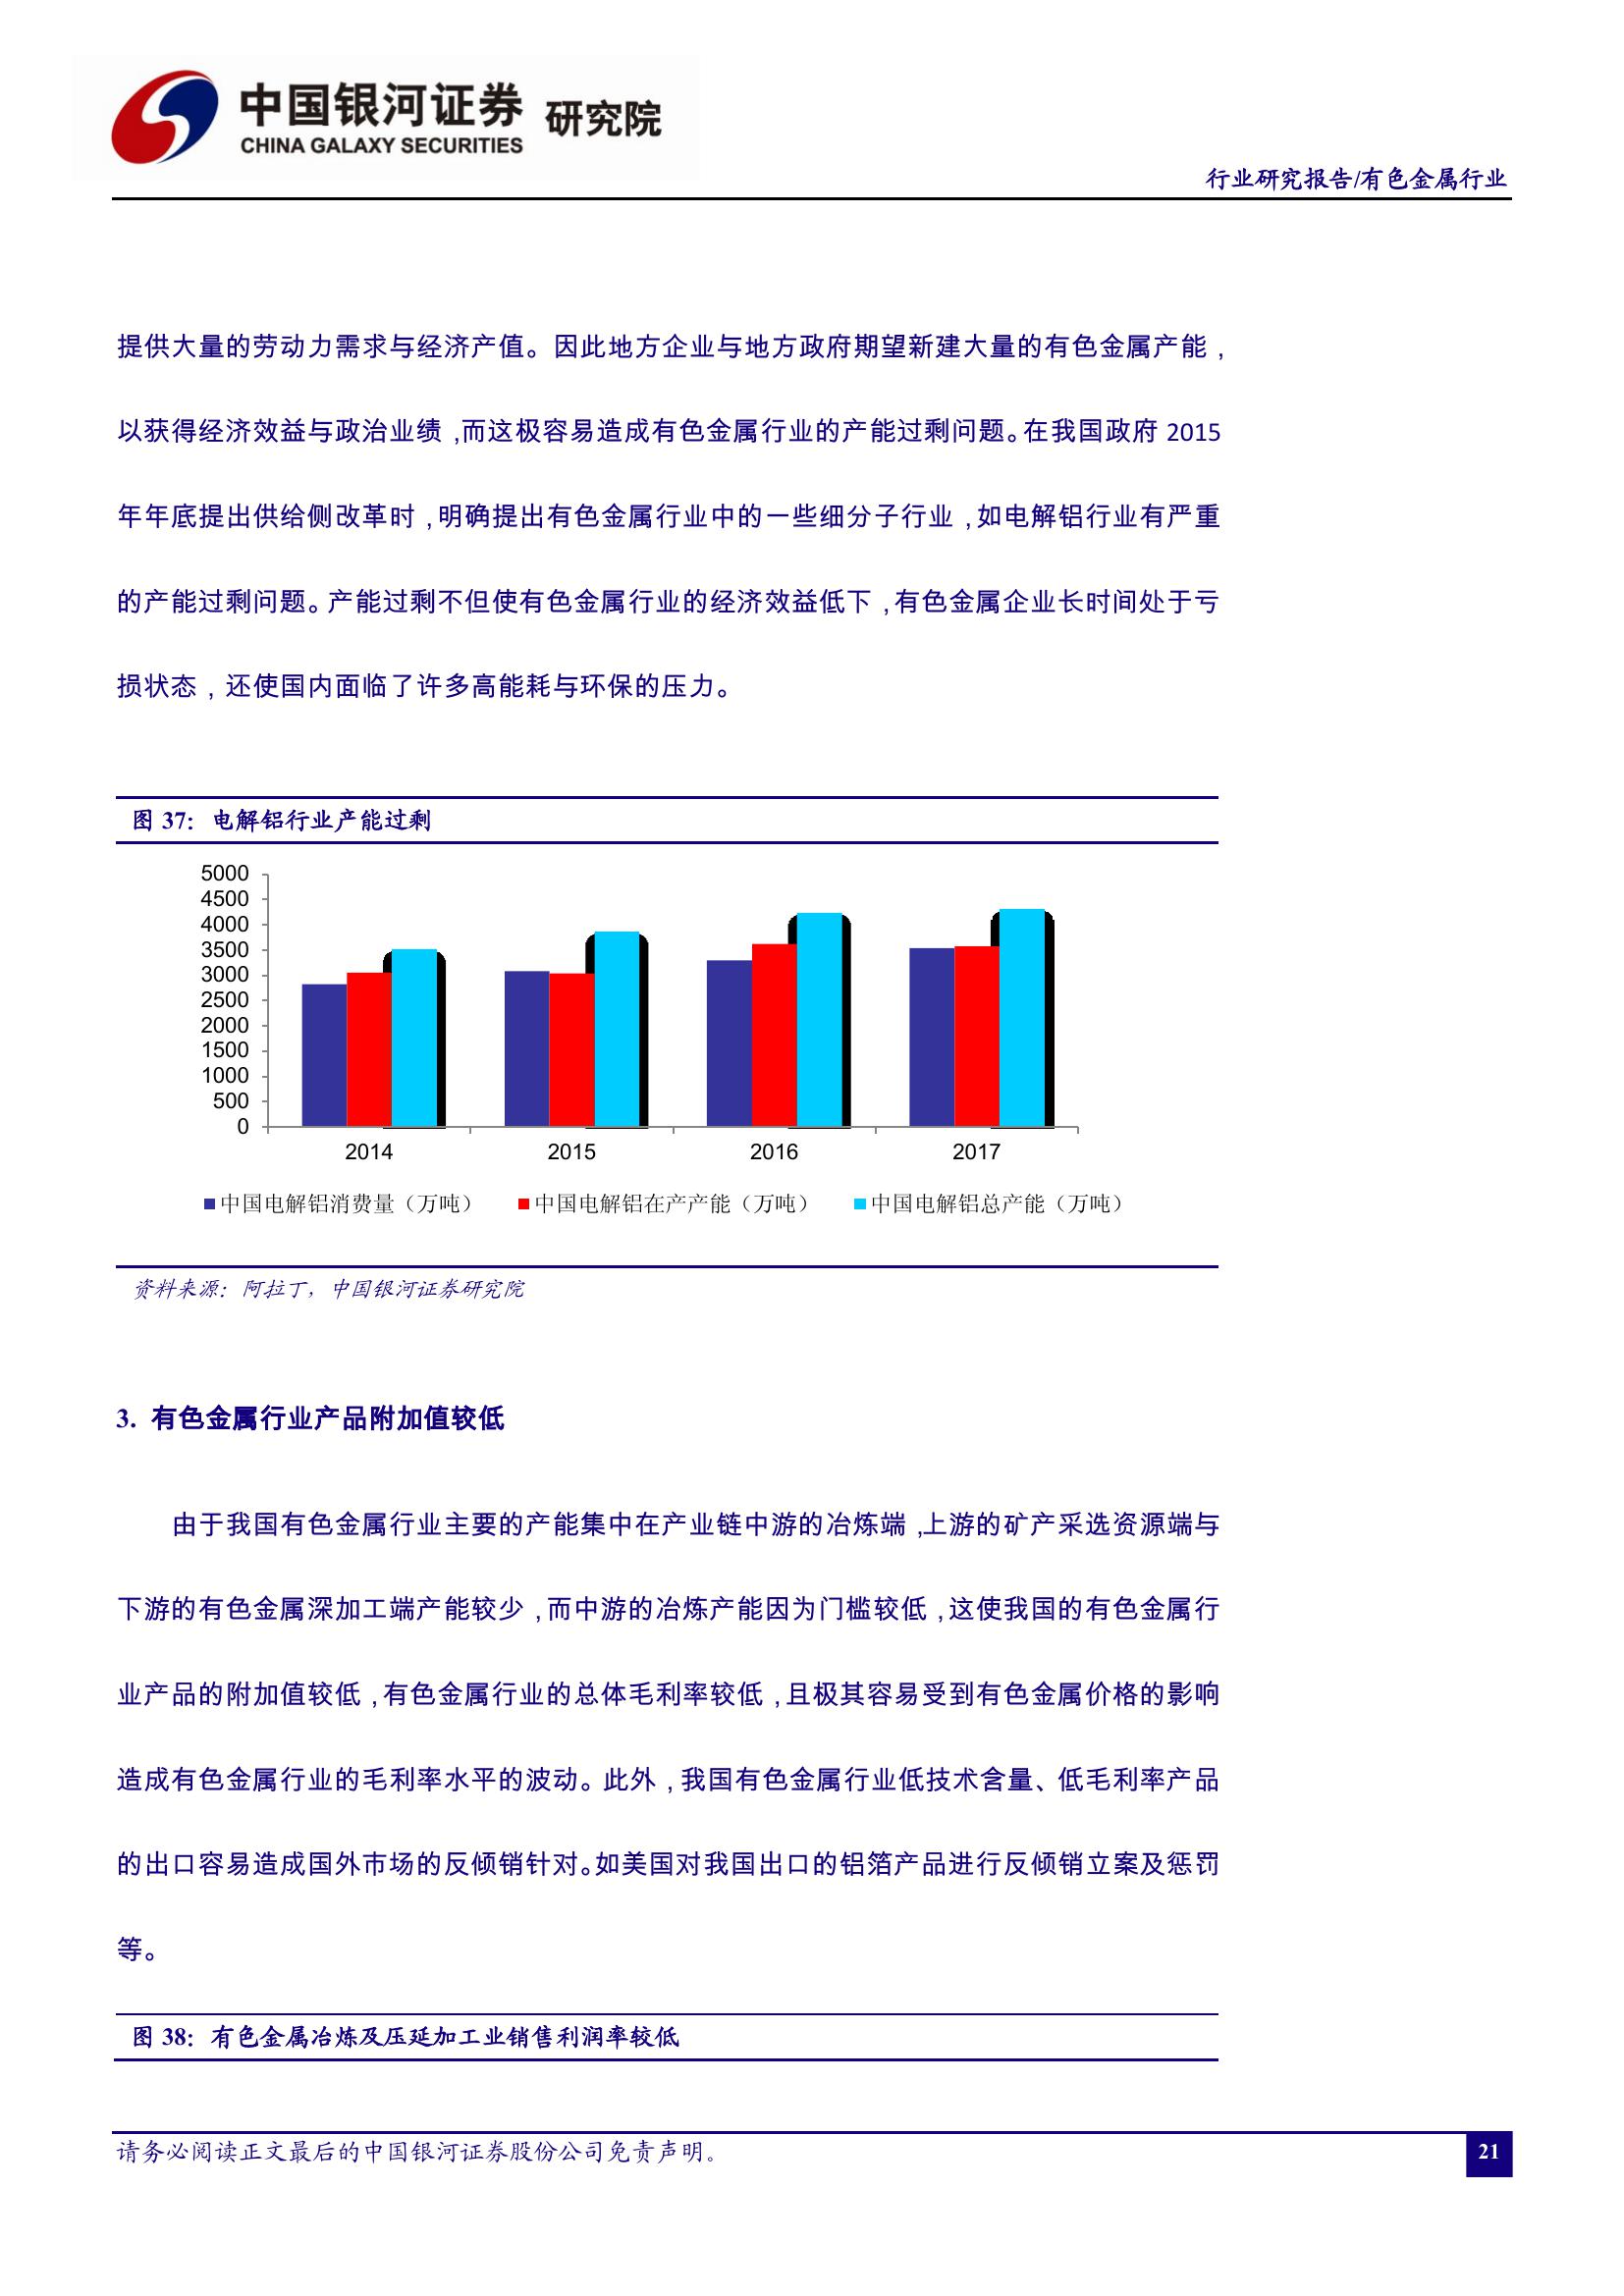 中国银河证券 研究院
CHINA GALAXY SECURITIES
行业研究报告/有色金属行业
提供大量的劳动力需求与经济产值。因此地方企业与地方政府期望新建大量的有色金属产能，
以获得经济效益与政治业绩，而这极容易造成有色金属行业的产能过剩问题。在我国政府 2015
年年底提出供给侧改革时，明确提出有色金属行业中的一些细分子行业，如电解铝行业有严重
的产能过剩问题。产能过剩不但使有色金属行业的经济效益低下，有色金属企业长时间处于亏
损状态，还使国内面临了许多高能耗与环保的压力。
图 37：电解铝行业产能过剩
5000
4500
4000
3500
3000
2500
2000
1500
1000
500
0
2014 2015 2016 2017
中国电解铝消费量（万吨） 中国电解铝在产产能（万吨） 中国电解铝总产能（万吨）
资料来源：阿拉丁，中国银河证券研究院
3. 有色金属行业产品附加值较低
由于我国有色金属行业主要的产能集中在产业链中游的冶炼端，上游的矿产采选资源端与
下游的有色金属深加工端产能较少，而中游的冶炼产能因为门槛较低，这使我国的有色金属行
业产品的附加值较低，有色金属行业的总体毛利率较低，且极其容易受到有色金属价格的影响
造成有色金属行业的毛利率水平的波动。此外，我国有色金属行业低技术含量、低毛利率产品
的出口容易造成国外市场的反倾销针对。如美国对我国出口的铝箔产品进行反倾销立案及惩罚
等。
图 38：有色金属冶炼及压延加工业销售利润率较低
请务必阅读正文最后的中国银河证券股份公司免责声明。
21